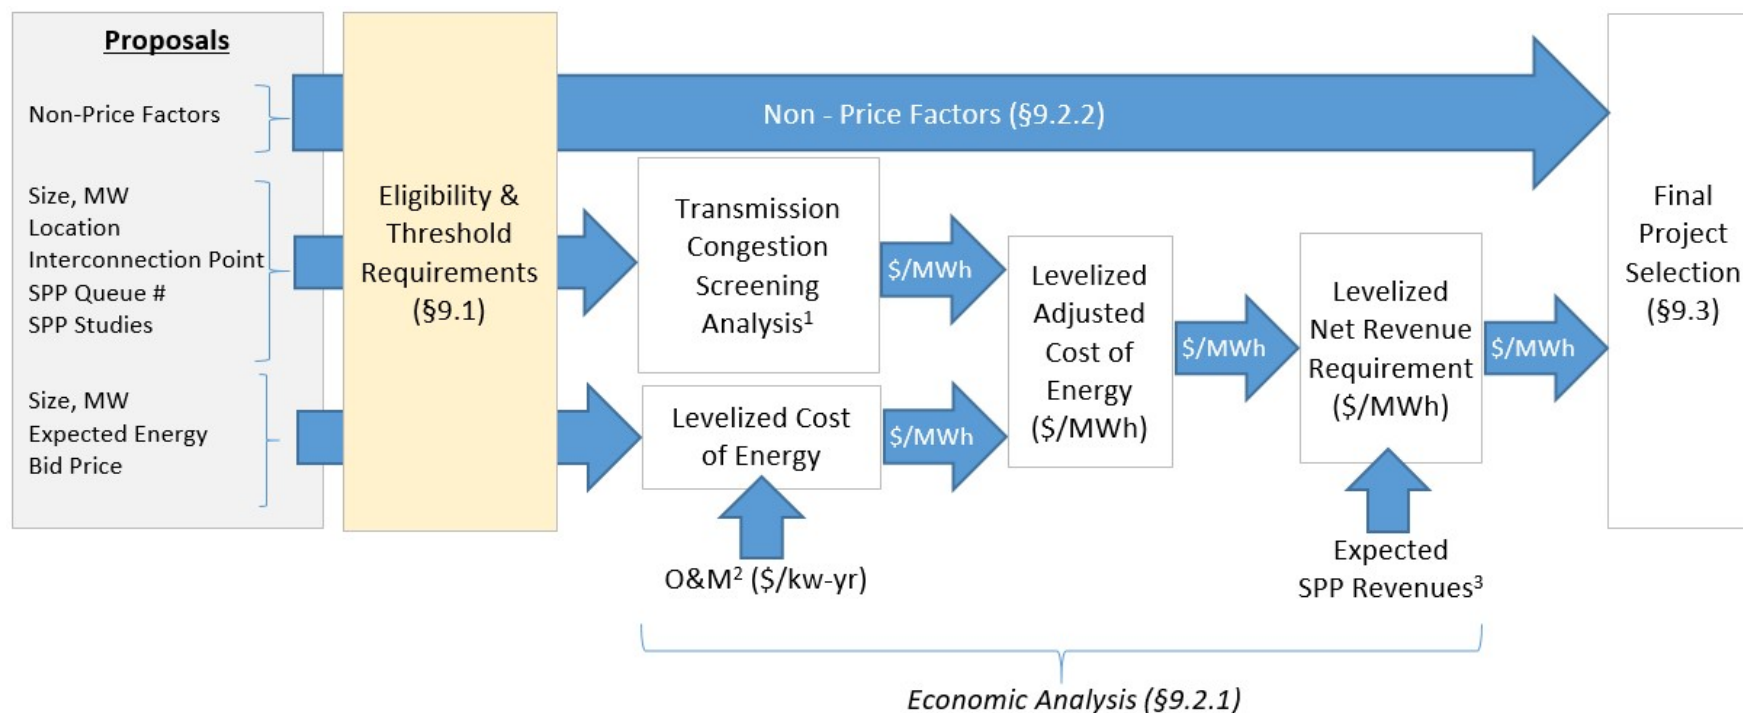 Proposals
Non-Price Factors
Size, MW
Location
Interconnection Point
SPP Queue #
SPP Studies
Size, MW
Expected Energy
Bid Price
Eligibility &
Threshold
Requirements
(§9.1)
Non - Price Factors (§9.2.2)
Transmission
Congestion
Screening
Analysis¹
$/MWh
Levelized Cost
of Energy
$/MWh
O&M² ($/kw-yr)
Levelized
Adjusted
Cost of
Energy
($/MWh)
$/MWh
Levelized
Net Revenue
Requirement
($/MWh)
$/MWh
Expected
SPP Revenues³
Final
Project
Selection
(§9.3)
Economic Analysis (§9.2.1)